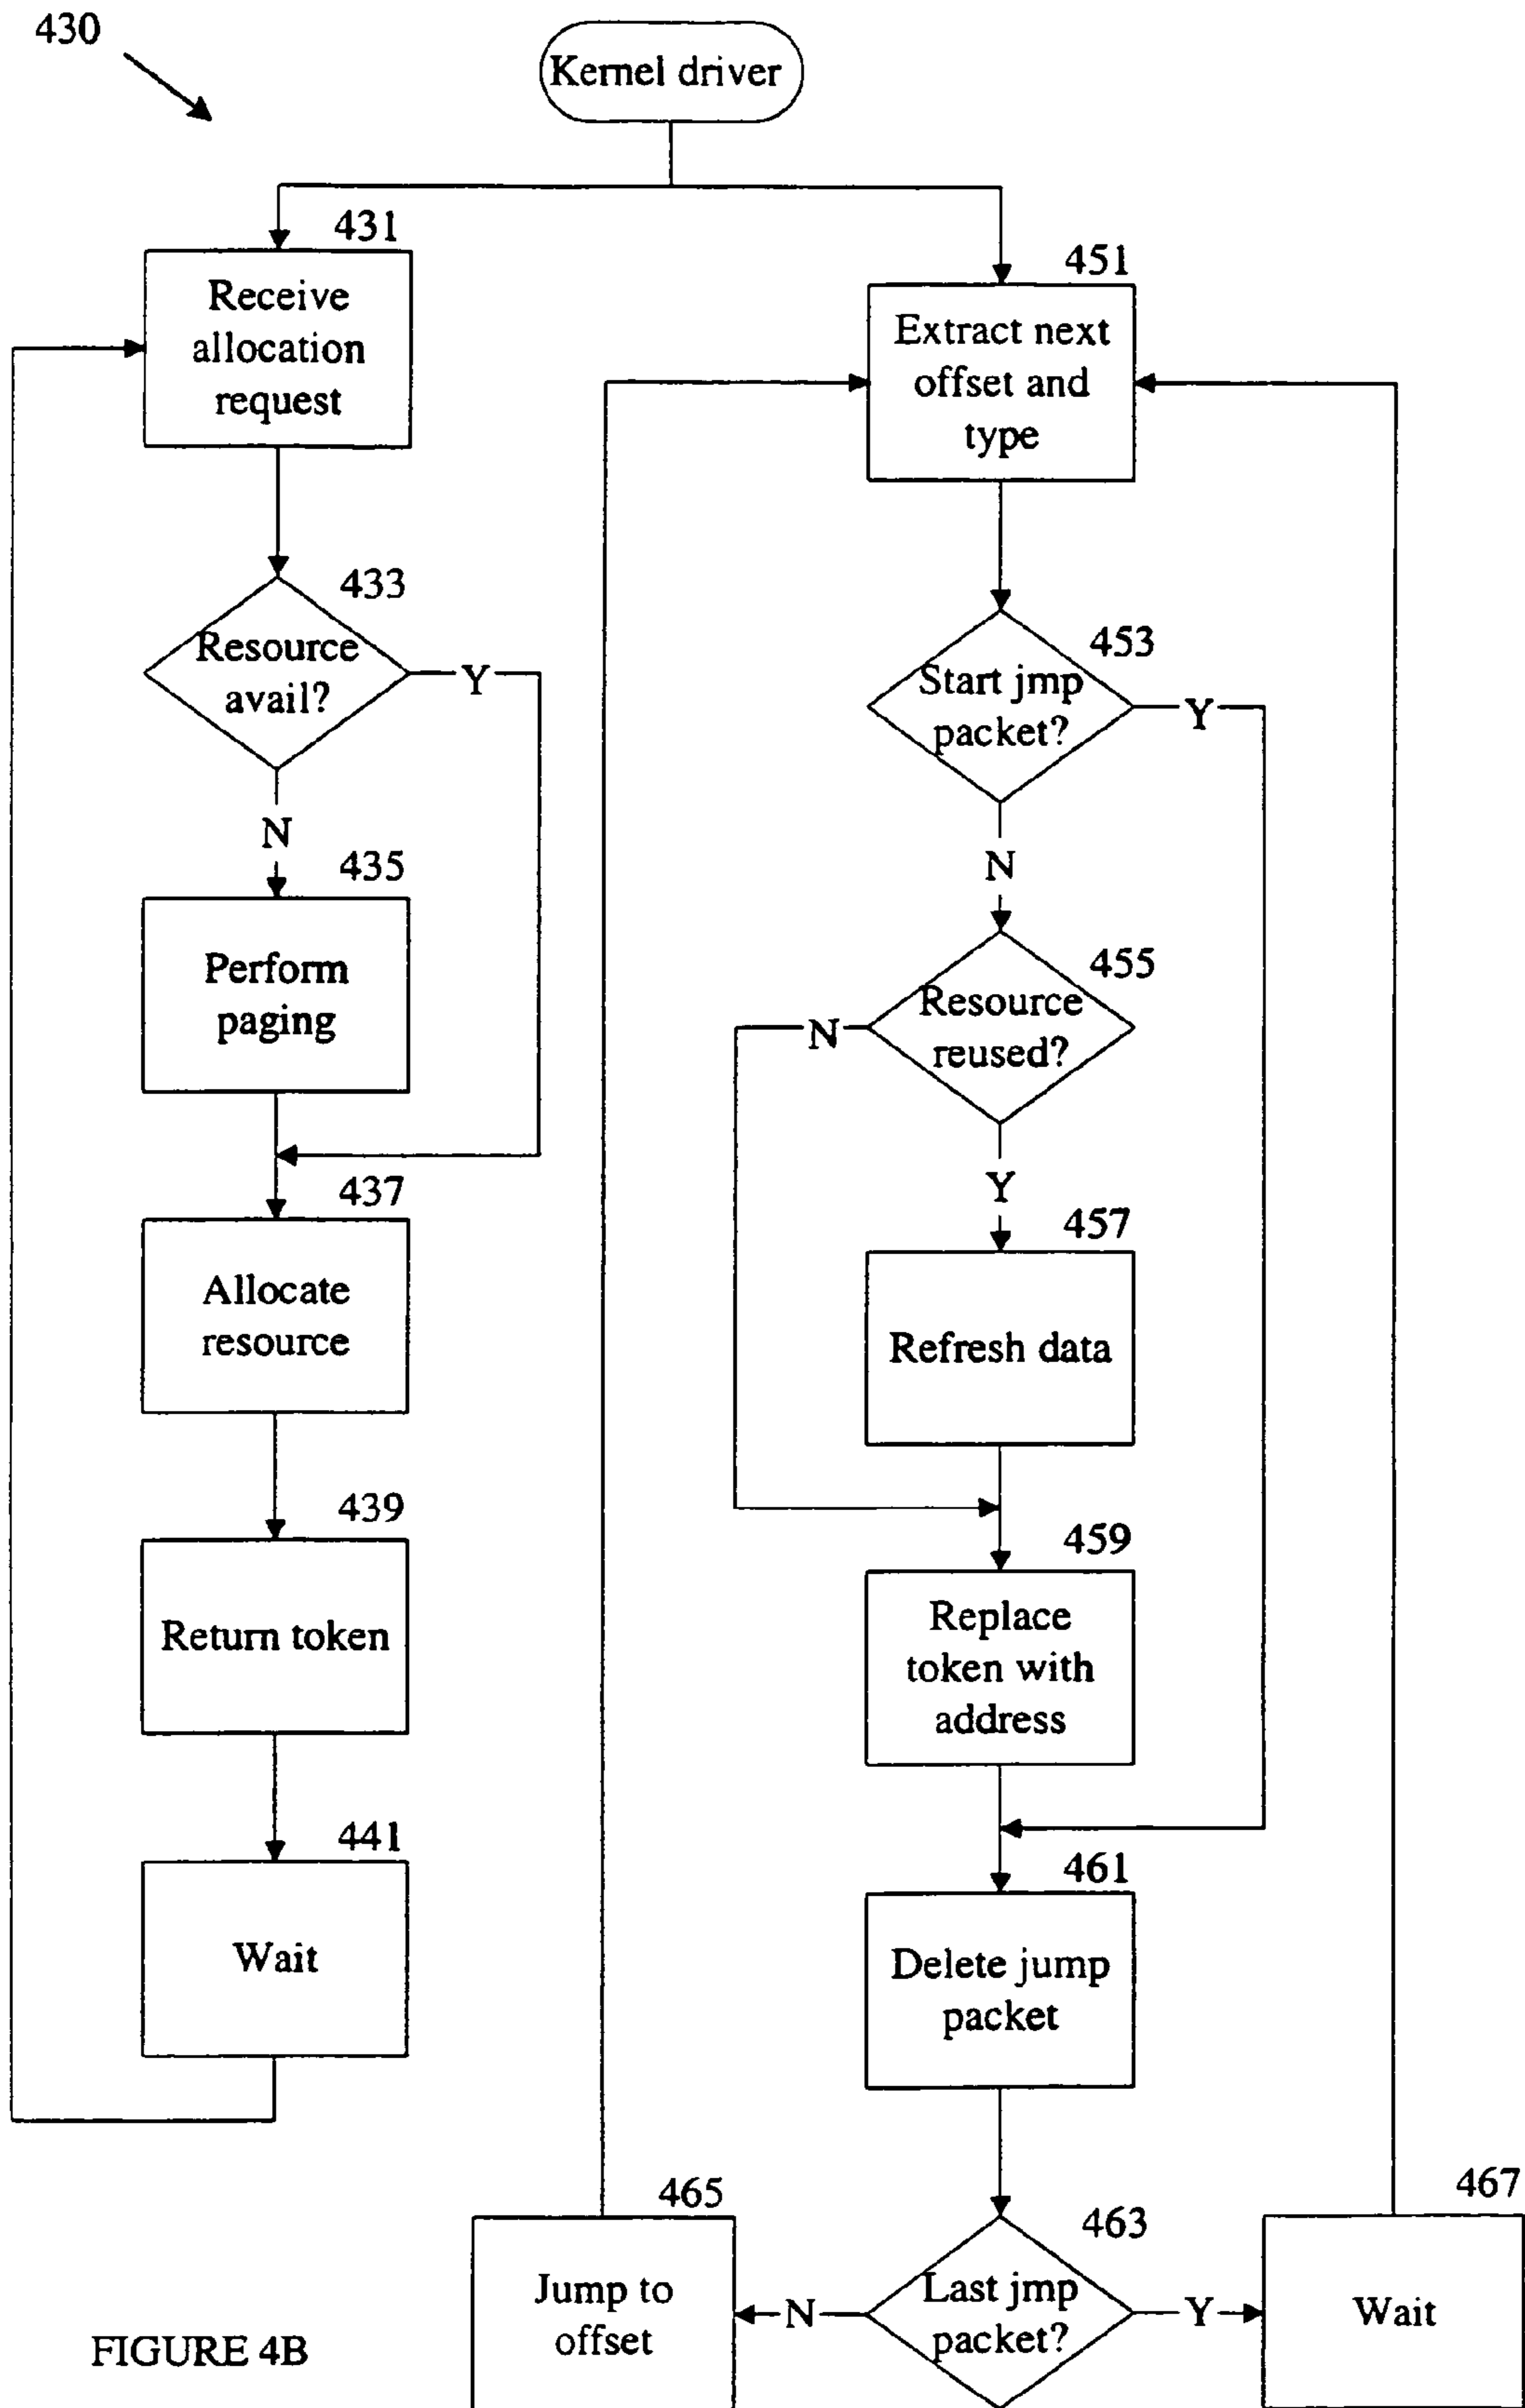 430
Kernel driver
431
Receive
allocation
request
433
Resource
avail?
Y
N
435
Perform
paging
437
Allocate
resource
439
Return token
441
Wait
451
Extract next
offset and
type
453
Start jmp
packet?
Y
N
455
Resource
reused?
N
Y
457
Refresh data
459
Replace
token with
address
461
Delete jump
packet
463
Last jmp
packet?
N
Y
465
Jump to
offset
467
Wait
FIGURE 4B